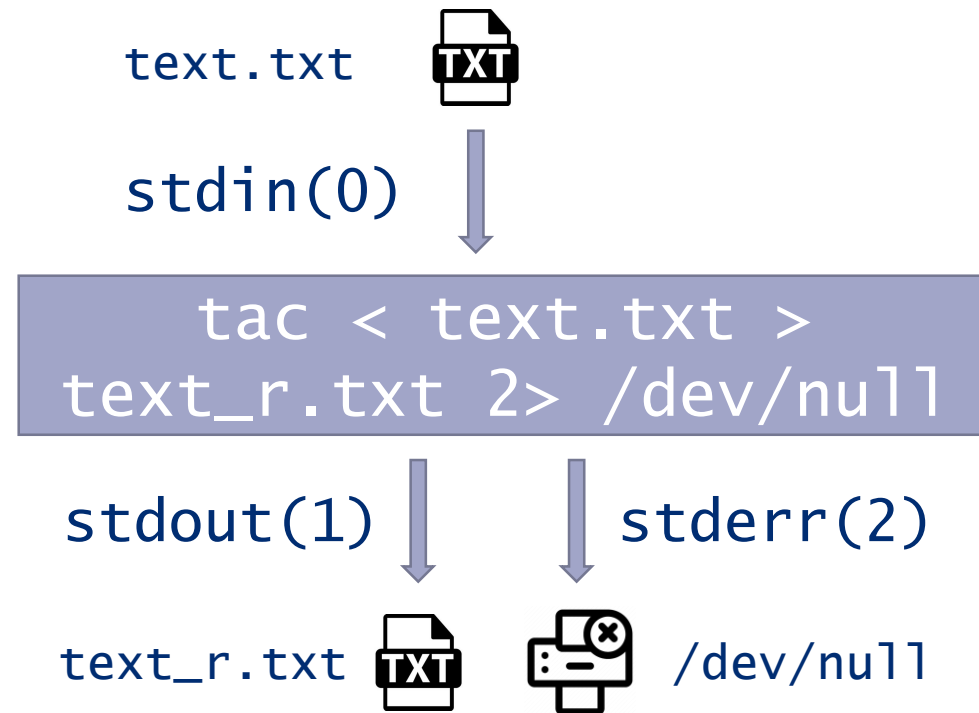 text.txt
TXT
stdin(0)
tac < text.txt >
text_r.txt 2> /dev/null
stdout(1)
stderr(2)
text_r.txt
TXT
/dev/null